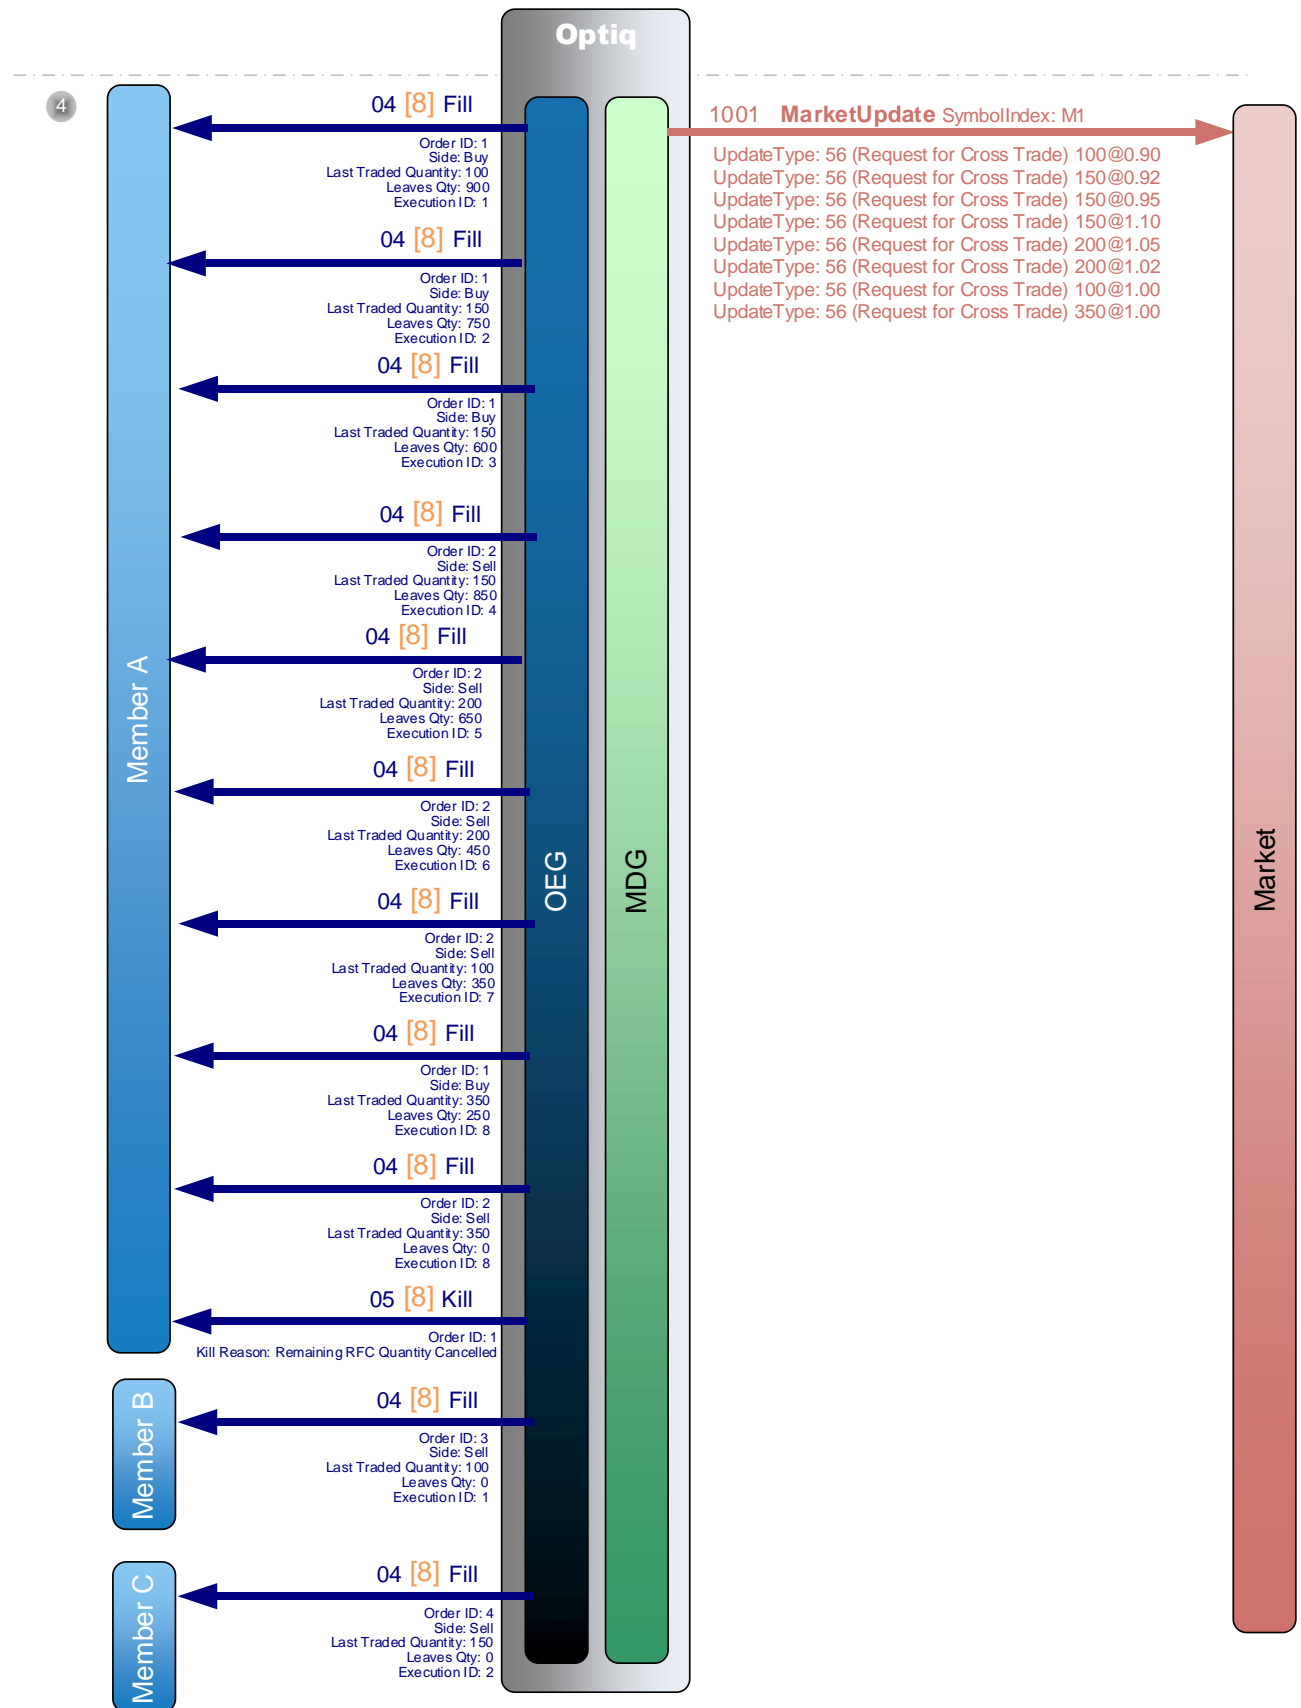 Optiq
4
04 [8] Fill
Order ID: 1
Side: Buy
Last Traded Quantity: 100
Leaves Qty: 900
Execution ID: 1
04 [8] Fill
Order ID: 1
Side: Buy
Last Traded Quantity: 150
Leaves Qty: 750
Execution ID: 2
04 [8] Fill
Order ID: 1
Side: Buy
Last Traded Quantity: 150
Leaves Qty: 600
Execution ID: 3
04 [8] Fill
Order ID: 2
Side: Sell
Last Traded Quantity: 150
Leaves Qty: 850
Execution ID: 4
04 [8] Fill
Order ID: 2
Side: Sell
Last Traded Quantity: 200
Leaves Qty: 650
Execution ID: 5
04 [8] Fill
Order ID: 2
Side: Sell
Last Traded Quantity: 200
Leaves Qty: 450
Execution ID: 6
04 [8] Fill
Order ID: 2
Side: Sell
Last Traded Quantity: 100
Leaves Qty: 350
Execution ID: 7
04 [8] Fill
Order ID: 1
Side: Buy
Last Traded Quantity: 350
Leaves Qty: 250
Execution ID: 8
04 [8] Fill
Order ID: 2
Side: Sell
Last Traded Quantity: 350
Leaves Qty: 0
Execution ID: 8
05 [8] Kill
Order ID: 1
Kill Reason: Remaining RFC Quantity Cancelled
04 [8] Fill
Order ID: 3
Side: Sell
Last Traded Quantity: 100
Leaves Qty: 0
Execution ID: 1
04 [8] Fill
Order ID: 4
Side: Sell
Last Traded Quantity: 150
Leaves Qty: 0
Execution ID: 2
Member A
Member B
Member C
OEG
MDG
1001 MarketUpdate SymbolIndex: M1
UpdateType: 56 (Request for Cross Trade) 100@0.90
UpdateType: 56 (Request for Cross Trade) 150@0.92
UpdateType: 56 (Request for Cross Trade) 150@0.95
UpdateType: 56 (Request for Cross Trade) 150@1.10
UpdateType: 56 (Request for Cross Trade) 200@1.05
UpdateType: 56 (Request for Cross Trade) 200@1.02
UpdateType: 56 (Request for Cross Trade) 100@1.00
UpdateType: 56 (Request for Cross Trade) 350@1.00
Market